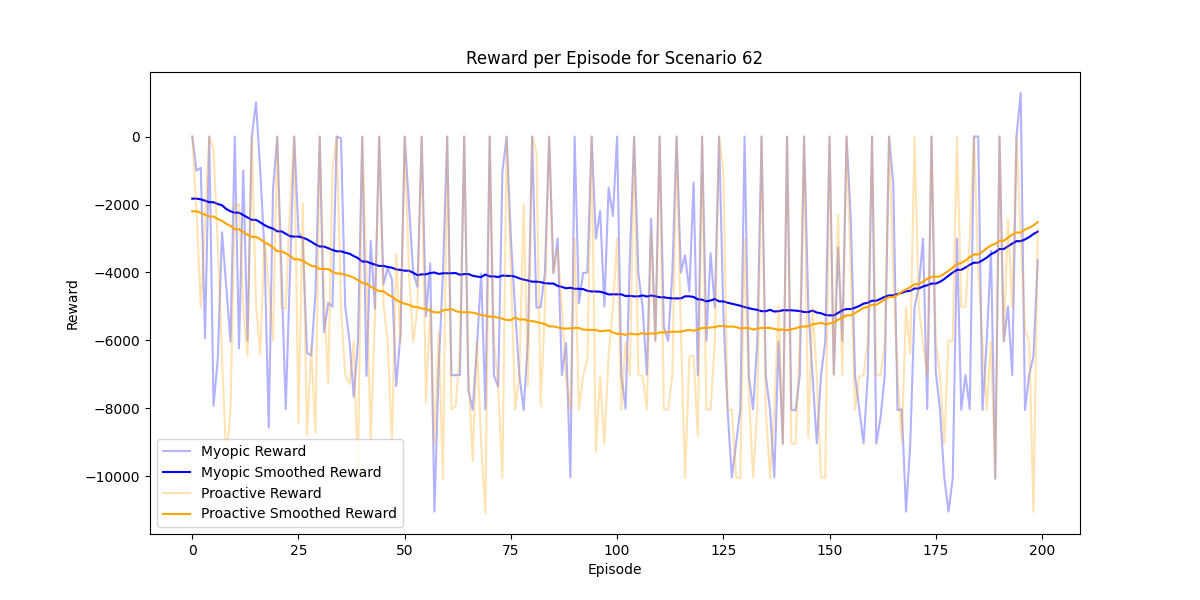 Reward per Episode for Scenario 62
Reward
0
−2000
−4000
−6000
−8000
−10000
Myopic Reward
Myopic Smoothed Reward
Proactive Reward
Proactive Smoothed Reward
0 25 50 75 100 125 150 175 200
Episode